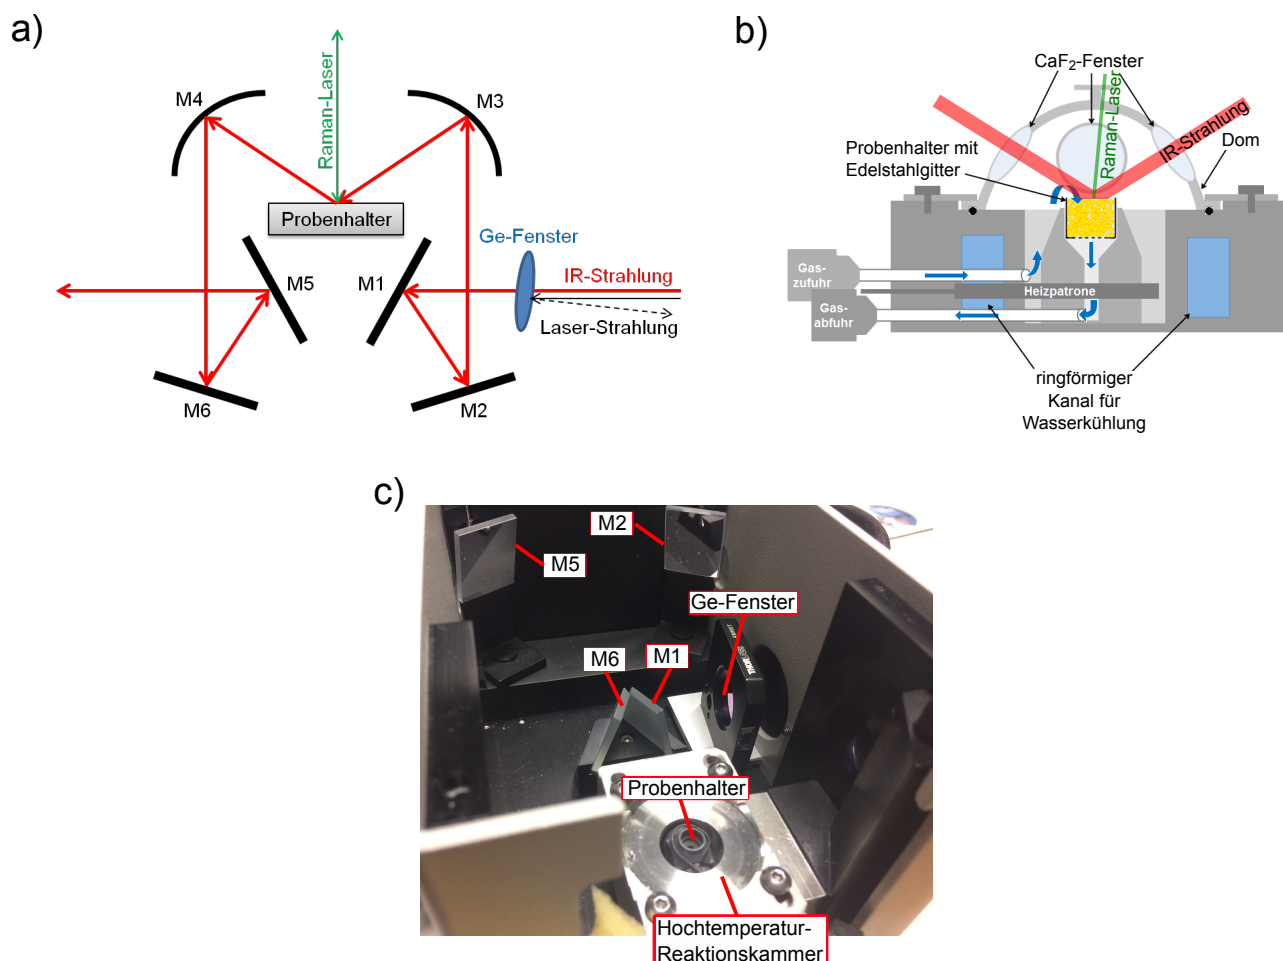 a)
M4
M3
Raman-Laser
Probenhalter
Ge-Fenster
M5
M1
IR-Strahlung
Laser-Strahlung
M6
M2
b)
CaF2-Fenster
Raman-Laser
IR-Strahlung
Dom
Probenhalter mit
Edelstahlgitter
Gas-
zufuhr
Heizpatrone
Gas-
abfuhr
ringförmiger
Kanal für
Wasserkühlung
c)
M2
M5
Ge-Fenster
M6
M1
Probenhalter
Hochtemperatur-
Reaktionskammer